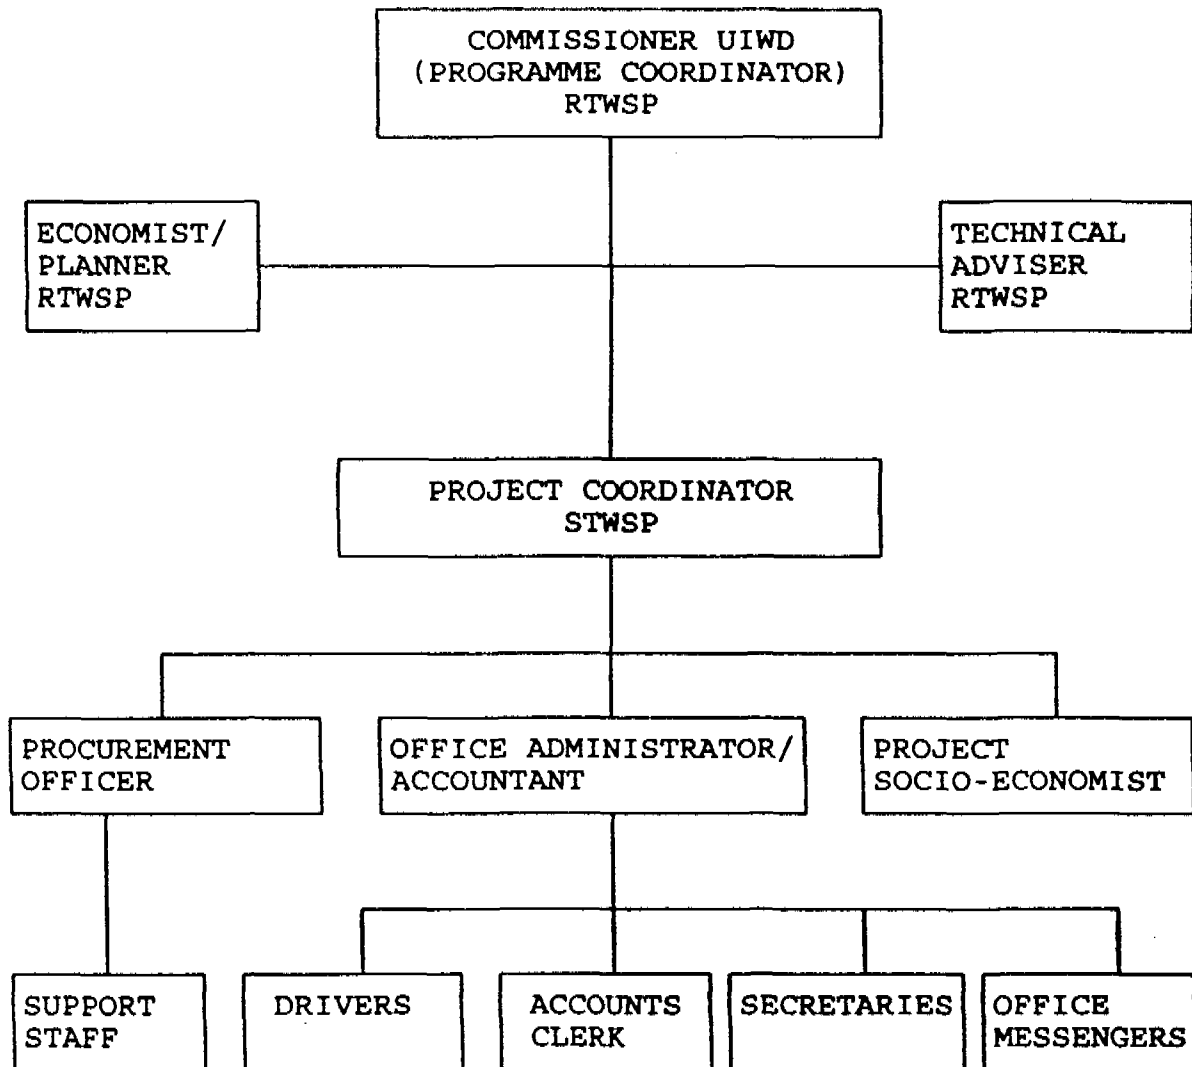 COMMISSIONER UIWD
(PROGRAMME COORDINATOR)
RTWSP
ECONOMIST/
PLANNER
RTWSP
TECHNICAL
ADVISER
RTWSP
PROJECT COORDINATOR
STWSP
PROCUREMENT
OFFICER
OFFICE ADMINISTRATOR/
ACCOUNTANT
PROJECT
SOCIO-ECONOMIST
SUPPORT
STAFF
DRIVERS
ACCOUNTS
CLERK
SECRETARIES
OFFICE
MESSENGERS